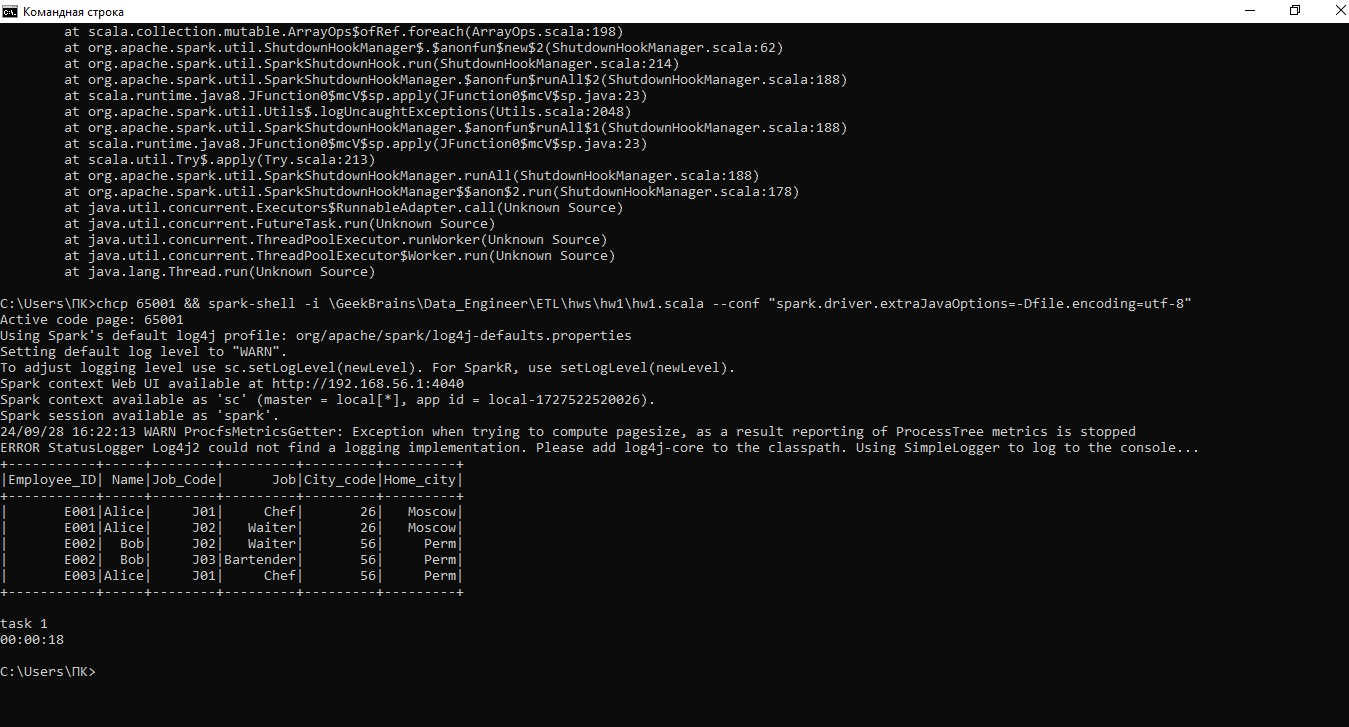 Командная строка
at scala.collection.mutable.ArrayOps$ofRef.foreach(ArrayOps.scala:198)
at org.apache.spark.util.ShutdownHookManager$.$anonfun$new$2(ShutdownHookManager.scala:62)
at org.apache.spark.util.SparkShutdownHook.run(ShutdownHookManager.scala:214)
at org.apache.spark.util.SparkShutdownHookManager.$anonfun$runAll$2(ShutdownHookManager.scala:188)
at scala.runtime.java8.JFunction0$mcV$sp.apply(JFunction0$mcV$sp.java:23)
at org.apache.spark.util.Utils$.logUncaughtExceptions(Utils.scala:2048)
at org.apache.spark.util.SparkShutdownHookManager.$anonfun$runAll$1(ShutdownHookManager.scala:188)
at scala.runtime.java8.JFunction0$mcV$sp.apply(JFunction0$mcV$sp.java:23)
at scala.util.Try$.apply(Try.scala:213)
at org.apache.spark.util.SparkShutdownHookManager.runAll(ShutdownHookManager.scala:188)
at org.apache.spark.util.SparkShutdownHookManager$$anon$2.run(ShutdownHookManager.scala:178)
at java.util.concurrent.Executors$RunnableAdapter.call(Unknown Source)
at java.util.concurrent.FutureTask.run(Unknown Source)
at java.util.concurrent.ThreadPoolExecutor.runWorker(Unknown Source)
at java.util.concurrent.ThreadPoolExecutor$Worker.run(Unknown Source)
at java.lang.Thread.run(Unknown Source)
C:\Users\ПК>chcp 65001 && spark-shell -i \GeekBrains\Data_Engineer\ETL\hws\hw1\hw1.scala --conf "spark.driver.extraJavaOptions=-Dfile.encoding=utf-8"
Active code page: 65001
Using Spark's default log4j profile: org/apache/spark/log4j-defaults.properties
Setting default log level to "WARN".
To adjust logging level use sc.setLogLevel(newLevel). For SparkR, use setLogLevel(newLevel).
Spark context Web UI available at http://192.168.56.1:4040
Spark context available as 'sc' (master = local[*], app id = local-1727522520026).
Spark session available as 'spark'.
24/09/28 16:22:13 WARN ProcfsMetricsGetter: Exception when trying to compute pagesize, as a result reporting of ProcessTree metrics is stopped
ERROR StatusLogger Log4j2 could not find a logging implementation. Please add log4j-core to the classpath. Using SimpleLogger to log to the console...
+-----------+-----+--------+---------+---------+---------+
|Employee_ID| Name|Job_Code|      Job|City_code|Home_city|
+-----------+-----+--------+---------+---------+---------+
|       E001|Alice|     J01|     Chef|       26|   Moscow|
|       E001|Alice|     J02|   Waiter|       26|   Moscow|
|       E002|  Bob|     J02|   Waiter|       56|     Perm|
|       E002|  Bob|     J03|Bartender|       56|     Perm|
|       E003|Alice|     J01|     Chef|       56|     Perm|
+-----------+-----+--------+---------+---------+---------+
task 1
00:00:18
C:\Users\ПК>